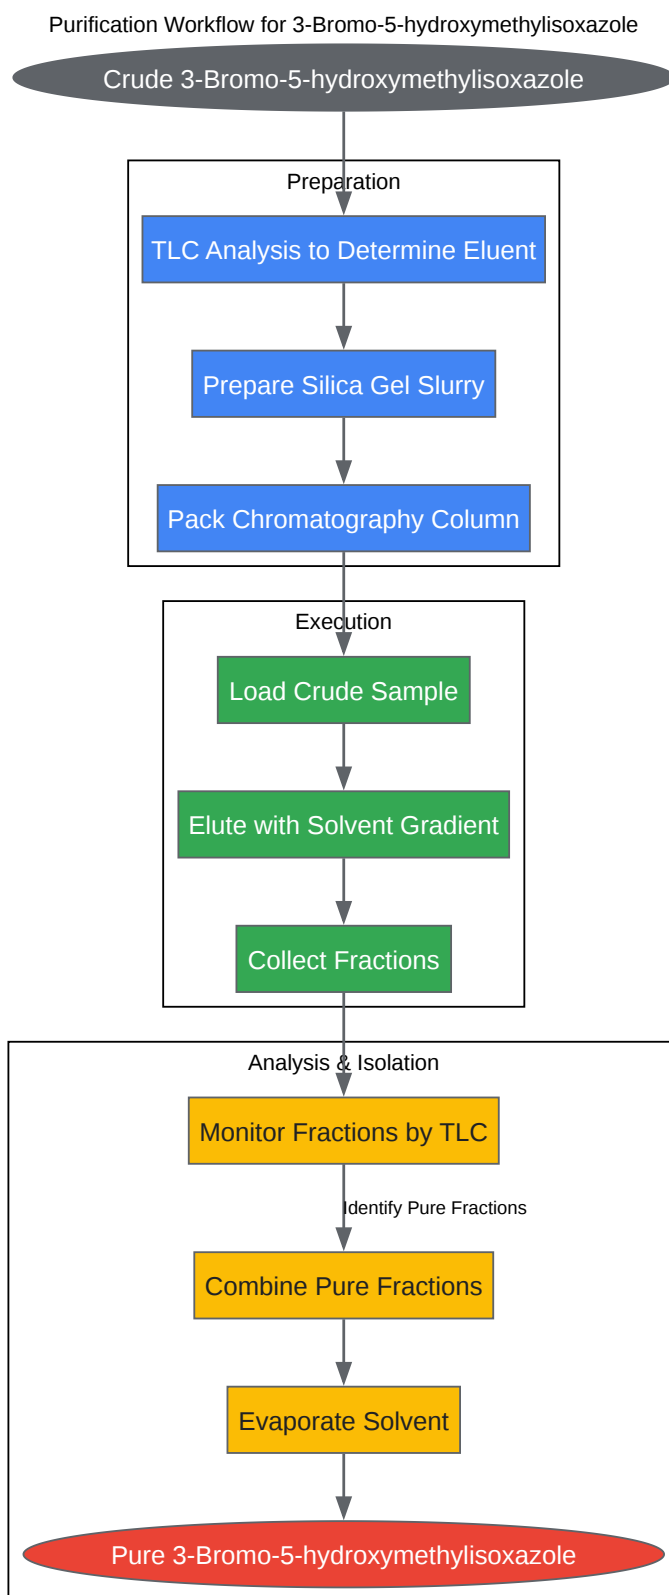 Purification Workflow for 3-Bromo-5-hydroxymethylisoxazole
Crude 3-Bromo-5-hydroxymethylisoxazole
Preparation
TLC Analysis to Determine Eluent
Prepare Silica Gel Slurry
Pack Chromatography Column
Execution
Load Crude Sample
Elute with Solvent Gradient
Collect Fractions
Analysis & Isolation
Monitor Fractions by TLC
Identify Pure Fractions
Combine Pure Fractions
Evaporate Solvent
Pure 3-Bromo-5-hydroxymethylisoxazole